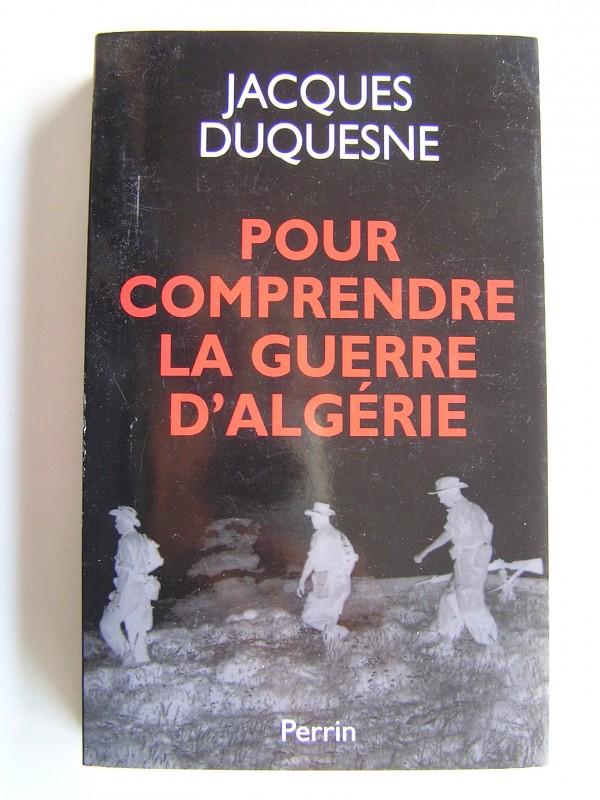 JACQUES
DUQUESNE
POUR
COMPRENDRE
LA GUERRE
D'ALGÉRIE
Perrin